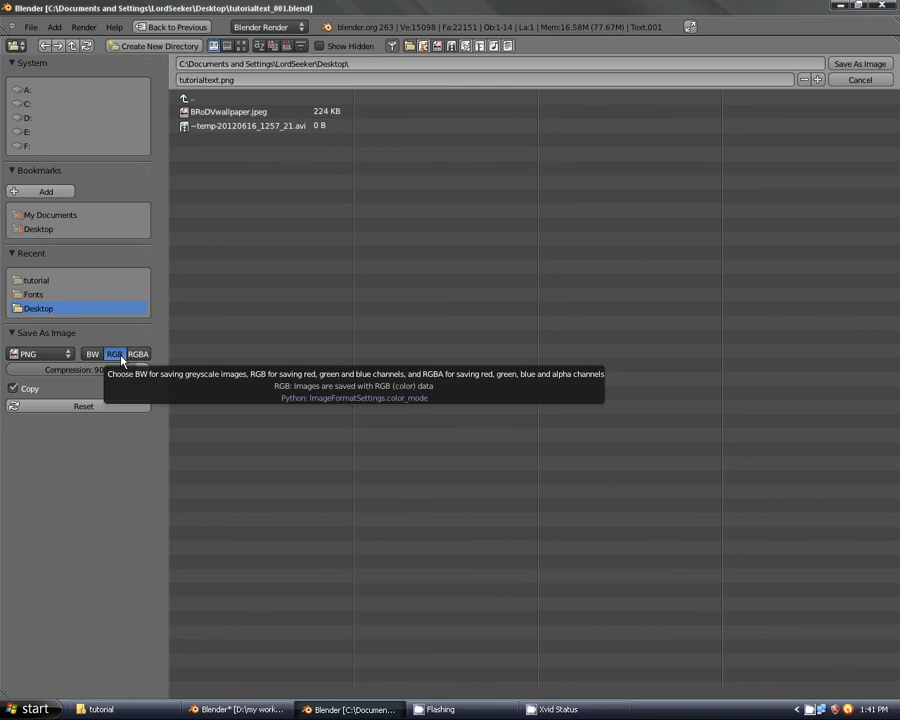 Blender [C:\Documents and Settings\LordSeeker\Desktop\tutorialtext_001.blend]
File Add Render Help Back to Previous Blender Render blender.org 263 | Ve:15098 | Fa:22151 | Ob:1-14 | La:1 | Mem:16.58M (77.67M) | Text.001
Create New Directory Show Hidden
System
C:\Documents and Settings\LordSeeker\Desktop\ Save As Image
tutorialtext.png Cancel
A:
C:
D:
E:
F:
..
BRoDVwallpaper.jpeg 224 KB
~temp-20120616_1257_21.avi 0 B
Bookmarks
Add
My Documents
Desktop
Recent
tutorial
Fonts
Desktop
Save As Image
PNG BW RGB RGBA
Compression: 90
Copy
Reset
Choose BW for saving greyscale images, RGB for saving red, green and blue channels, and RGBA for saving red, green, blue and alpha channels
RGB: Images are saved with RGB (color) data
Python: ImageFormatSettings.color_mode
start tutorial Blender* [D:\my work... Blender [C:\Documen... Flashing Xvid Status 1:41 PM